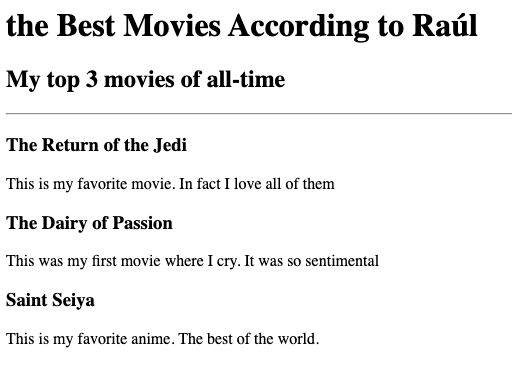 the Best Movies According to Raúl
My top 3 movies of all-time
The Return of the Jedi
This is my favorite movie. In fact I love all of them
The Dairy of Passion
This was my first movie where I cry. It was so sentimental
Saint Seiya
This is my favorite anime. The best of the world.